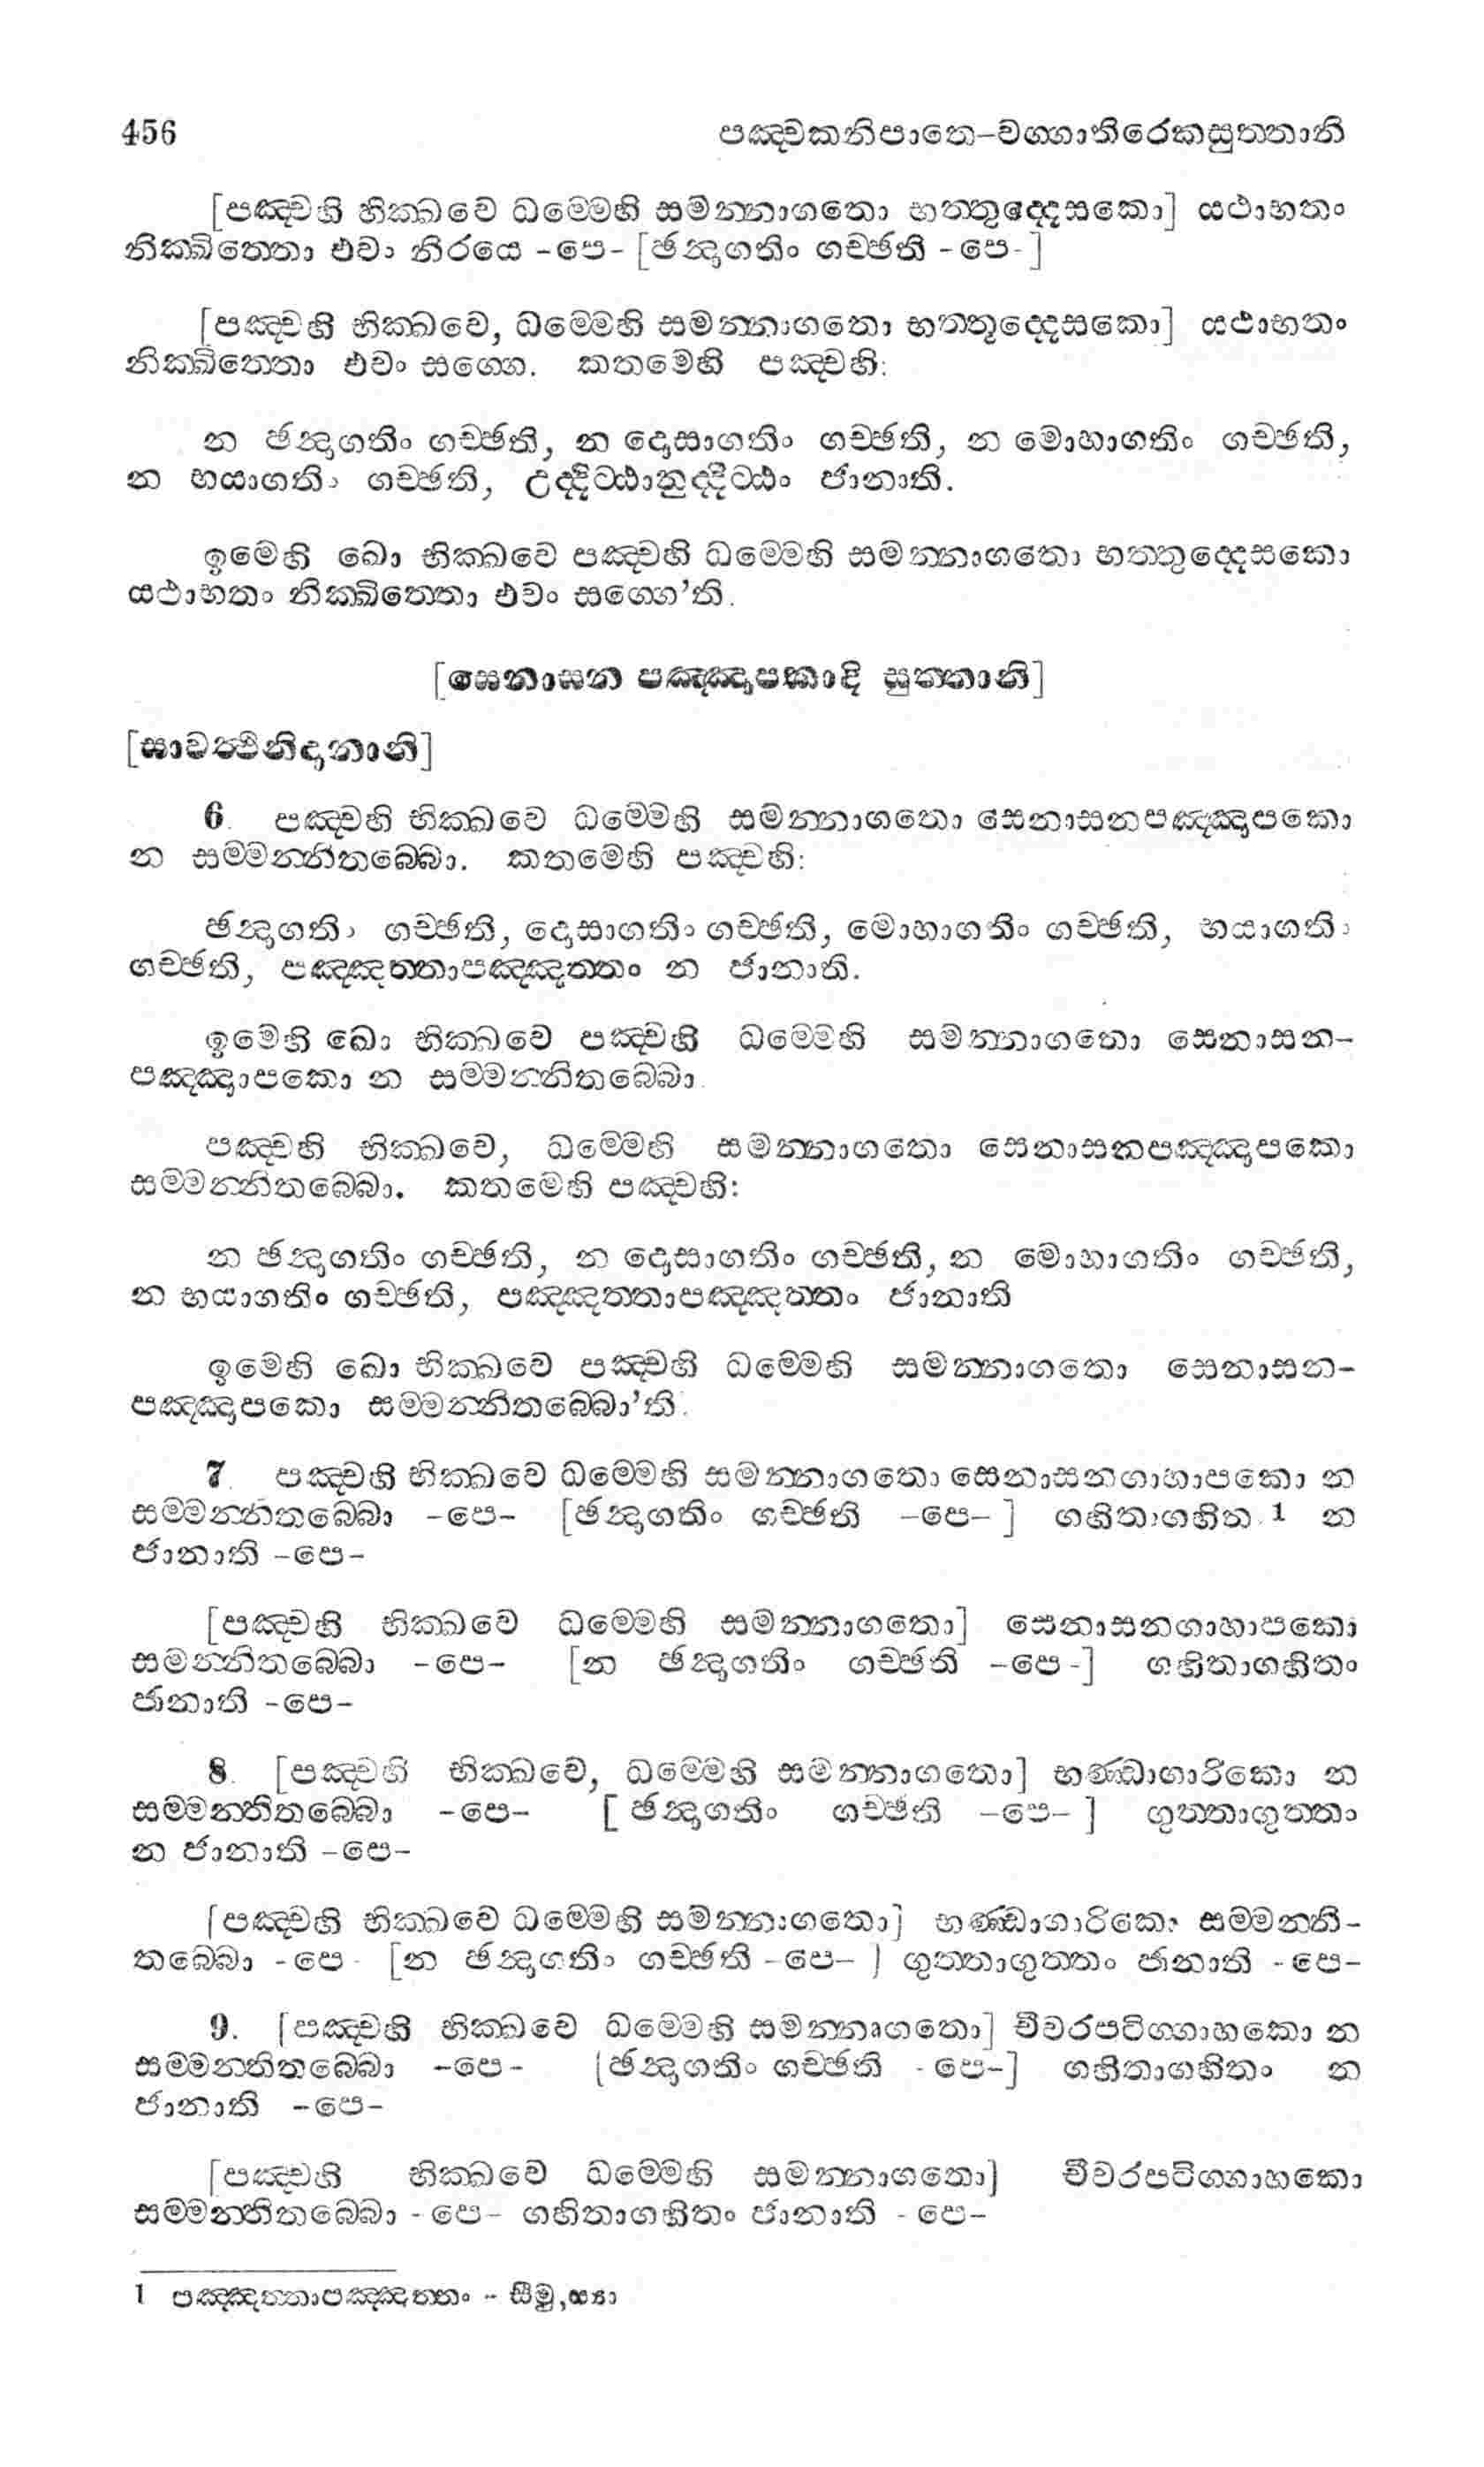 456 පඤ්චකනිපාතෙ-වග්ගාතිරෙකසුත්තානි
[පඤ්චහි භික්ඛවෙ ධම්මෙහි සමන්නාගතො භත්තුද්දෙසකො] යථාභතං
නික්ඛිත්තො එවං නිරයෙ -පෙ- [ඡන්දාගතිං ගච්ඡති -පෙ-]
[පඤ්චහි භික්ඛවෙ, ධම්මෙහි සමන්නාගතො භත්තුද්දෙසකො] යථාභතං
නික්ඛිත්තො එවං සග්ගෙ. කතමෙහි පඤ්චහි:
න ඡන්දාගතිං ගච්ඡති, න දොසාගතිං ගච්ඡති, න මොහාගතිං ගච්ඡති,
න භයාගතිං ගච්ඡති, උද්දිට්ඨානුද්දිට්ඨං ජානාති.
ඉමෙහි ඛො භික්ඛවෙ පඤ්චහි ධම්මෙහි සමන්නාගතො භත්තුද්දෙසකො
යථාභතං නික්ඛිත්තො එවං සග්ගෙ'ති.
[සෙනාසන පඤ්ඤාපකාදි සුත්තානි]
[සාවත්ථිනිදානානි]
6. පඤ්චහි භික්ඛවෙ ධම්මෙහි සමන්නාගතො සෙනාසනපඤ්ඤාපකො
න සම්මන්නිතබ්බො. කතමෙහි පඤ්චහි:
ඡන්දාගතිං ගච්ඡති, දොසාගතිං ගච්ඡති, මොහාගතිං ගච්ඡති, භයාගතිං
ගච්ඡති, පඤ්ඤත්තාපඤ්ඤත්තං න ජානාති.
ඉමෙහි ඛො භික්ඛවෙ පඤ්චහි ධම්මෙහි සමන්නාගතො සෙනාසන-
පඤ්ඤාපකො න සම්මන්නිතබ්බො.
පඤ්චහි භික්ඛවෙ, ධම්මෙහි සමන්නාගතො සෙනාසනපඤ්ඤාපකො
සම්මන්නිතබ්බො. කතමෙහි පඤ්චහි:
න ඡන්දාගතිං ගච්ඡති, න දොසාගතිං ගච්ඡති, න මොහාගතිං ගච්ඡති,
න භයාගතිං ගච්ඡති, පඤ්ඤත්තාපඤ්ඤත්තං ජානාති
ඉමෙහි ඛො භික්ඛවෙ පඤ්චහි ධම්මෙහි සමන්නාගතො සෙනාසන-
පඤ්ඤාපකො සම්මන්නිතබ්බො'ති.
7. පඤ්චහි භික්ඛවෙ ධම්මෙහි සමන්නාගතො සෙනාසනගාහාපකො න
සම්මන්නිතබ්බො -පෙ- [ඡන්දාගතිං ගච්ඡති -පෙ-] ගහිතාගහිතං 1 න
ජානාති -පෙ-
[පඤ්චහි භික්ඛවෙ ධම්මෙහි සමන්නාගතො] සෙනාසනගාහාපකො
සමන්නිතබ්බො -පෙ- [න ඡන්දාගතිං ගච්ඡති -පෙ-] ගහිතාගහිතං
ජානාති -පෙ-
8. [පඤ්චහි භික්ඛවෙ, ධම්මෙහි සමන්නාගතො] භණ්ඩාගාරිකො න
සම්මන්නිතබ්බො -පෙ- [ ඡන්දාගතිං ගච්ඡති -පෙ- ] ගුත්තාගුත්තං
න ජානාති -පෙ-
[පඤ්චහි භික්ඛවෙ ධම්මෙහි සමන්නාගතො] භණ්ඩාගාරිකො සම්මන්නි-
තබ්බො -පෙ- [න ඡන්දාගතිං ගච්ඡති -පෙ- ] ගුත්තාගුත්තං ජානාති -පෙ-
9. [පඤ්චහි භික්ඛවෙ ධම්මෙහි සමන්නාගතො] චීවරපටිග්ගාහකො න
සම්මන්නිතබ්බො -පෙ- [ඡන්දාගතිං ගච්ඡති -පෙ-] ගහිතාගහිතං න
ජානාති -පෙ-
[පඤ්චහි භික්ඛවෙ ධම්මෙහි සමන්නාගතො] චීවරපටිග්ගාහකො
සම්මන්නිතබ්බො -පෙ- ගහිතාගහිතං ජානාති -පෙ-
1 පඤ්ඤත්තාපඤ්ඤත්තං - සීමු, ස්‍යා